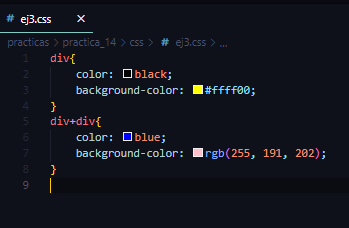 # ej3.css ×
practicas > practica_14 > css > # ej3.css > ...
1 div{
2 color: black;
3 background-color: #ffff00;
4 }
5 div+div{
6 color: blue;
7 background-color: rgb(255, 191, 202);
8 }
9